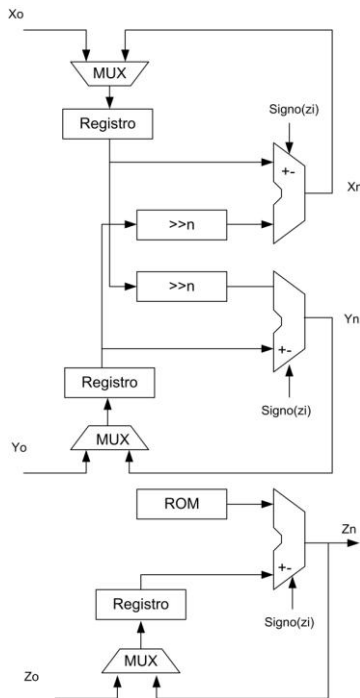 Xo
MUX
Registro
Signo(zi)
+-
Xn
>>n
>>n
Yn
+-
Registro
Signo(zi)
MUX
Yo
ROM
Zn
+-
Registro
Signo(zi)
MUX
Zo